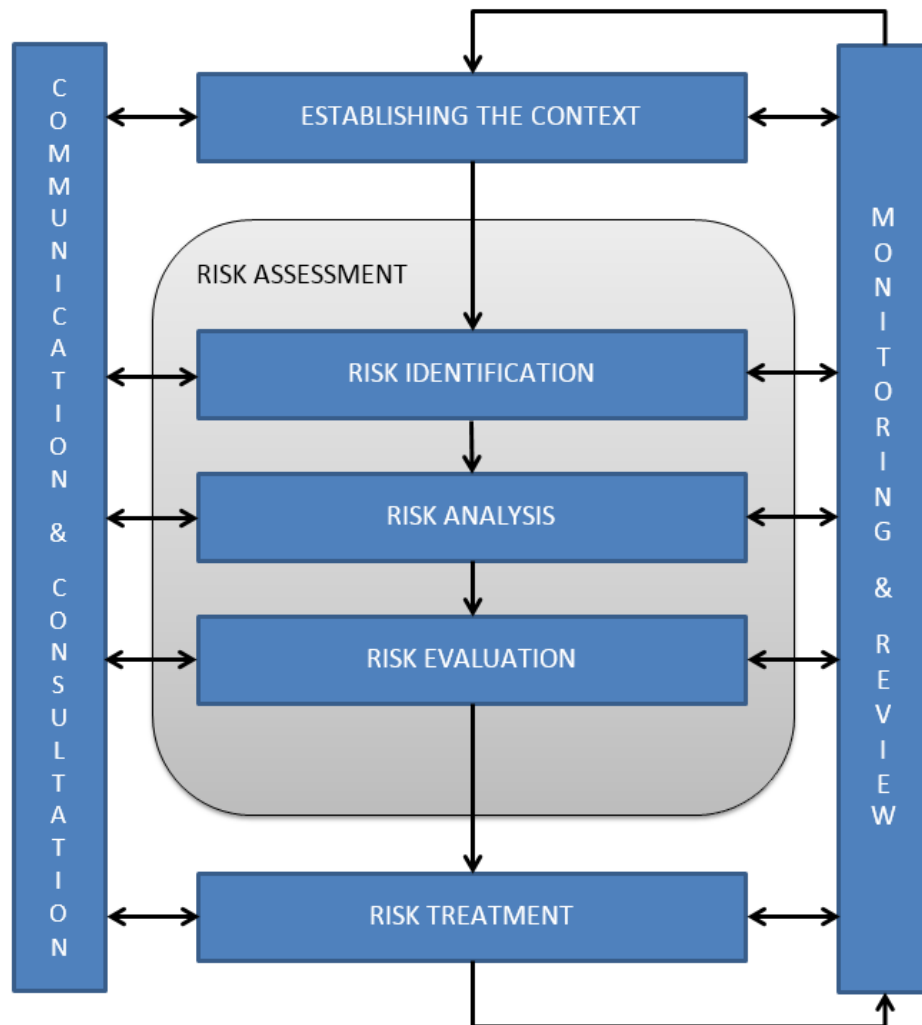 COMMUNICATION & CONSULTATION
ESTABLISHING THE CONTEXT
RISK ASSESSMENT
RISK IDENTIFICATION
RISK ANALYSIS
RISK EVALUATION
RISK TREATMENT
MONITORING & REVIEW